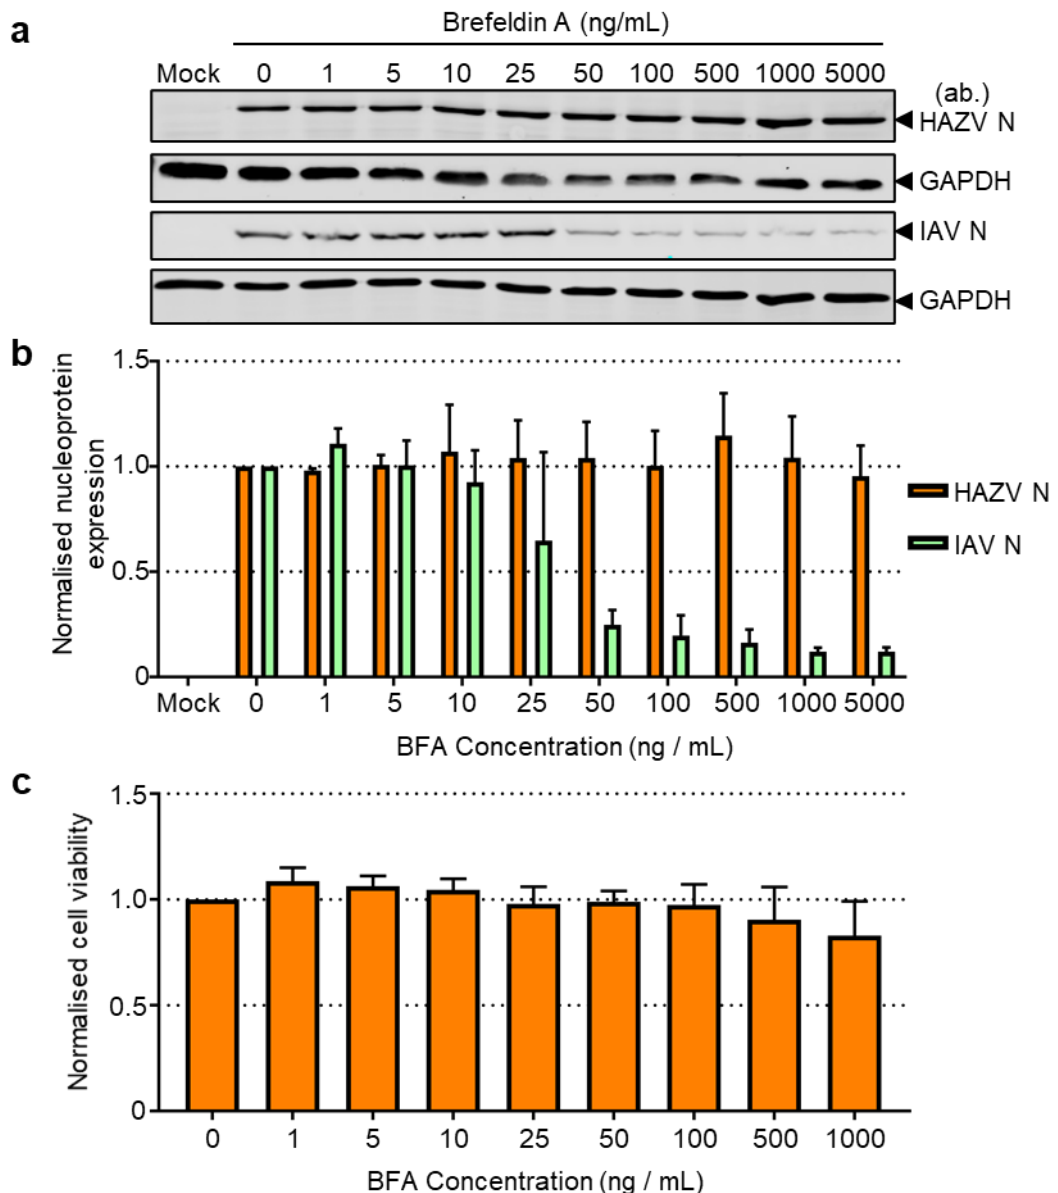 a
Brefeldin A (ng/mL)
Mock 0 1 5 10 25 50 100 500 1000 5000
(ab.)
HAZV N
GAPDH
IAV N
GAPDH
b
Normalised nucleoprotein
expression
1.5
1.0
0.5
0
HAZV N
IAV N
Mock 0 1 5 10 25 50 100 500 1000 5000
BFA Concentration (ng / mL)
c
Normalised cell viability
1.5
1.0
0.5
0
0 1 5 10 25 50 100 500 1000
BFA Concentration (ng / mL)